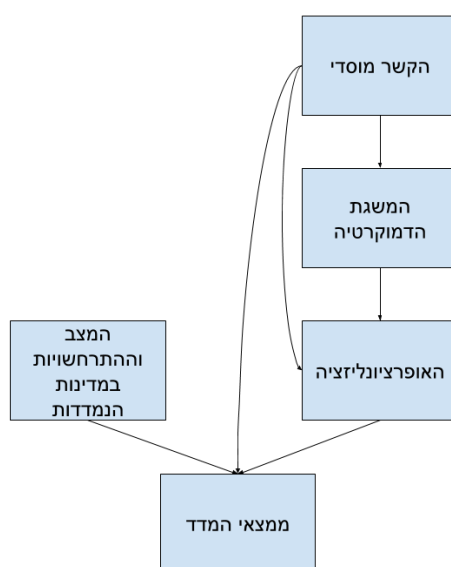 הקשר מוסדי
המשגת
הדמוקרטיה
האופרציונליזציה
המצב
וההתרחשויות
במדינות
הנמדדות
ממצאי המדד